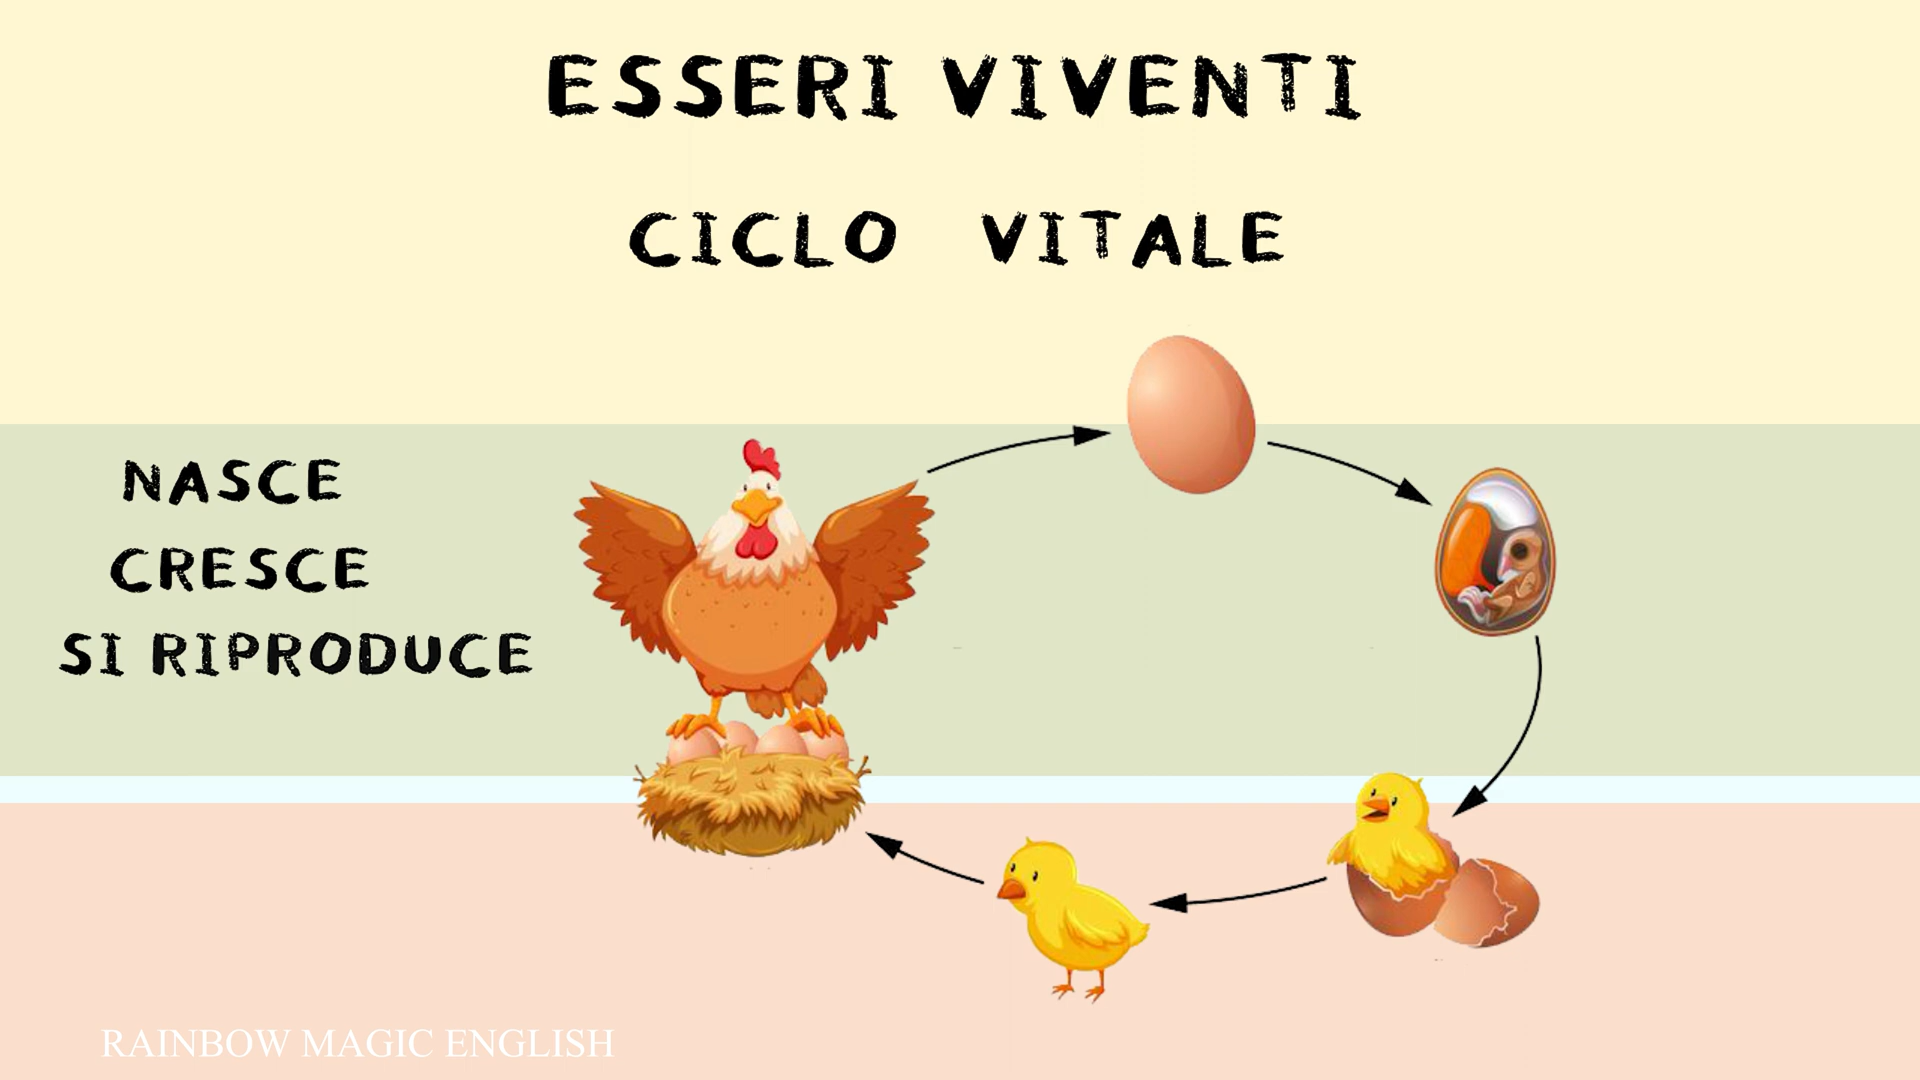 ESSERI VIVENTI
CICLO VITALE
NASCE
CRESCE
SI RIPRODUCE
RAINBOW MAGIC ENGLISH